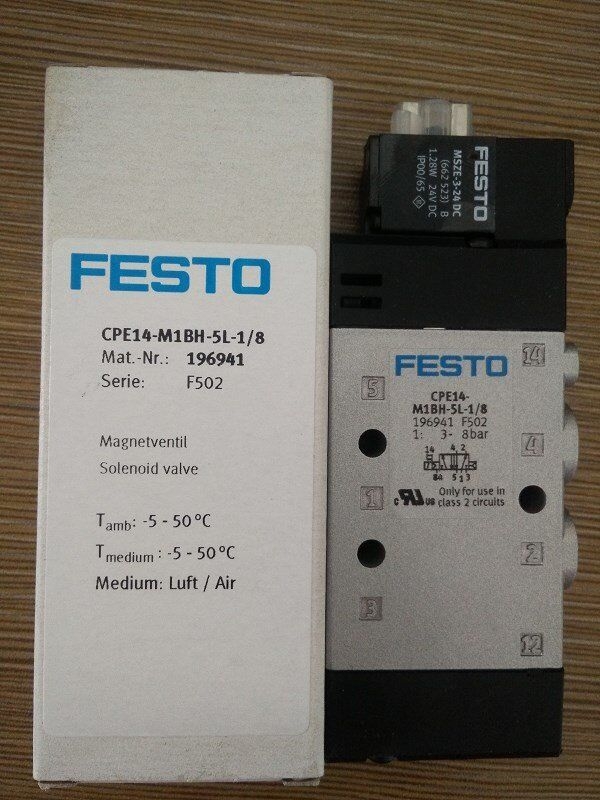 FESTO
CPE14-M1BH-5L-1/8
Mat.-Nr.: 196941
Serie: F502
Magnetventil
Solenoid valve
Tamb: -5 - 50 °C
Tmedium : -5 - 50 °C
Medium: Luft / Air
FESTO
MSZE-3-24 DC
(662 523) B
1.28W 24V DC
IP00/65
FESTO
CPE14-
M1BH-5L-1/8
196941 F502
1: 3- 8bar
14 4 2
84 5 1 3
C US
Only for use in
class 2 circuits
14
5
4
1
2
3
12